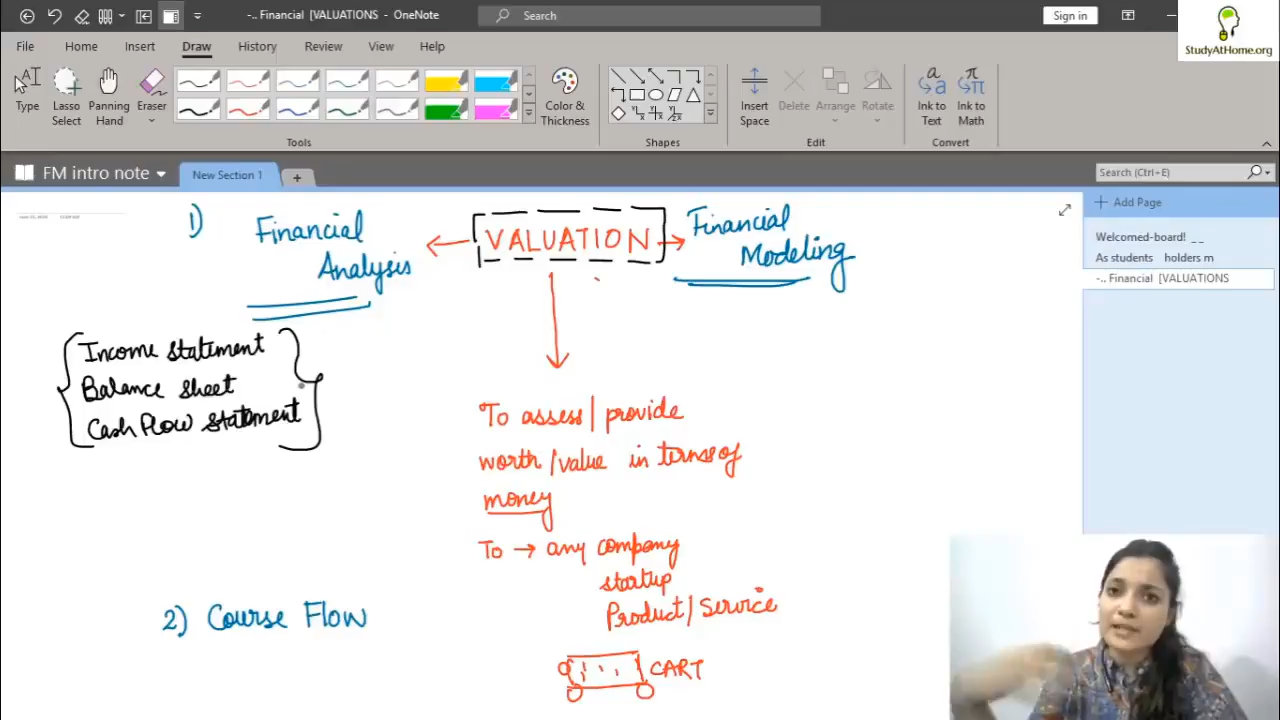 -.. Financial [VALUATIONS - OneNote
Search
Sign in
StudyAtHome.org
File
Home
Insert
Draw
History
Review
View
Help
Type
Lasso Select
Panning Hand
Eraser
Color & Thickness
Insert Space
Delete
Arrange
Rotate
Ink to Text
Ink to Math
Tools
Shapes
Edit
Convert
FM intro note
New Section 1
Search (Ctrl+E)
Add Page
Welcomed-board! _ _
As students holders m
-.. Financial [VALUATIONS
1)
Financial
Analysis
VALUATION
Financial
Modeling
Income statement
Balance sheet
Cash Flow statement
To assess/provide
worth/value in terms of
money
To → any company
startup
Product/Service
CART
2) Course Flow